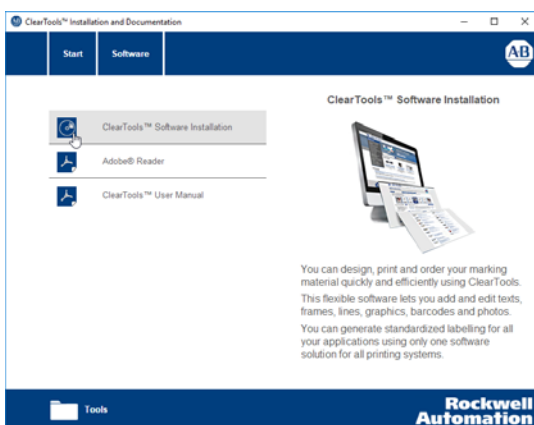 ClearTools™ Installation and Documentation
Start
Software
AB
ClearTools™ Software Installation
ClearTools™ Software Installation
Adobe® Reader
ClearTools™ User Manual
You can design, print and order your marking
material quickly and efficiently using ClearTools.
This flexible software lets you add and edit texts,
frames, lines, graphics, barcodes and photos.
You can generate standardized labelling for all
your applications using only one software
solution for all printing systems.
Tools
Rockwell
Automation